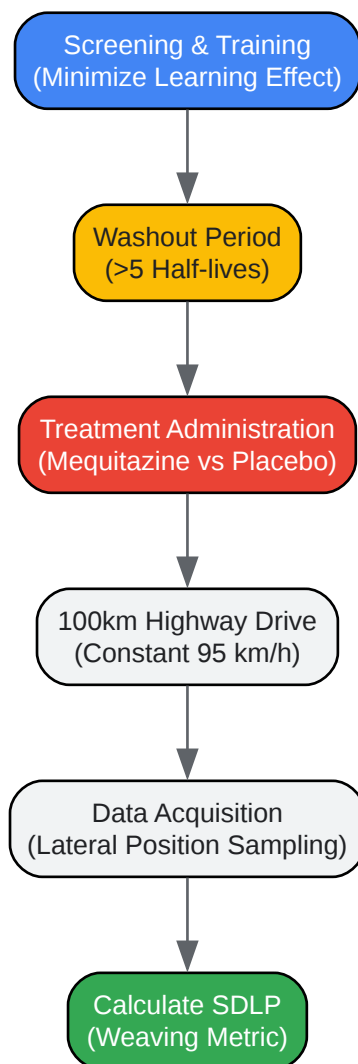 Screening & Training
(Minimize Learning Effect)
Washout Period
(>5 Half-lives)
Treatment Administration
(Mequitazine vs Placebo)
100km Highway Drive
(Constant 95 km/h)
Data Acquisition
(Lateral Position Sampling)
Calculate SDLP
(Weaving Metric)